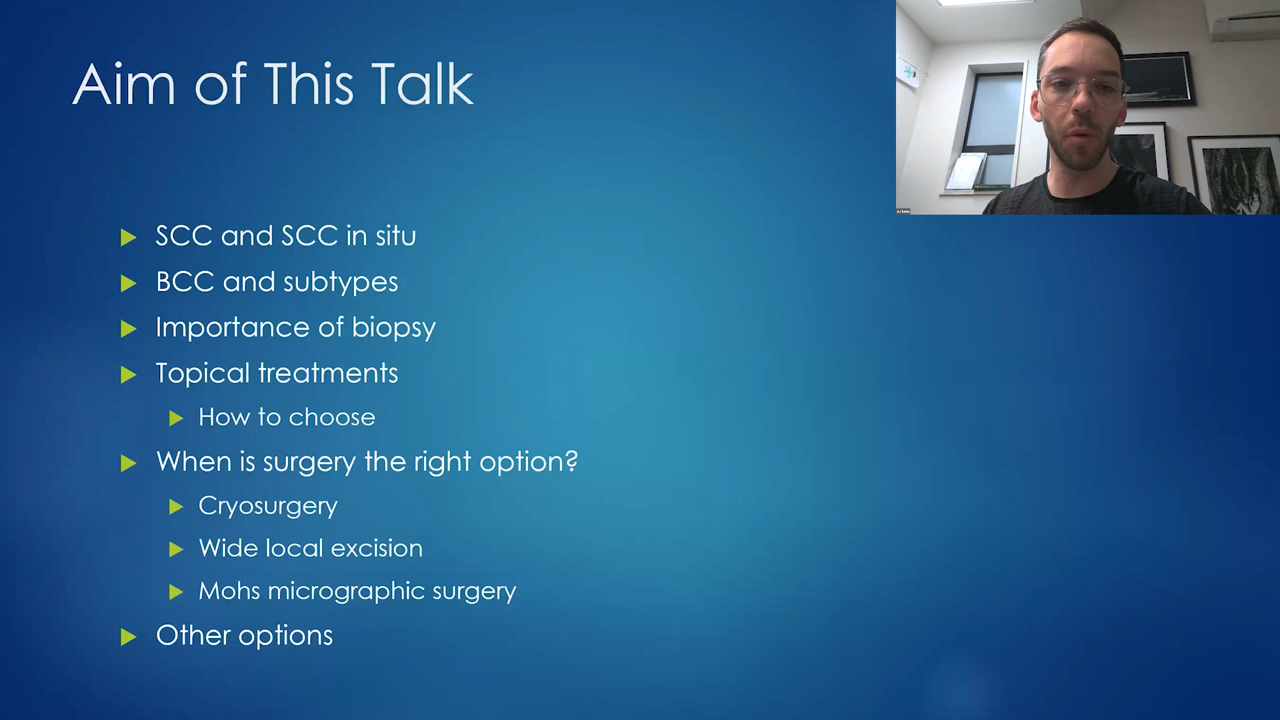 Aim of This Talk
SCC and SCC in situ
BCC and subtypes
Importance of biopsy
Topical treatments
How to choose
When is surgery the right option?
Cryosurgery
Wide local excision
Mohs micrographic surgery
Other options